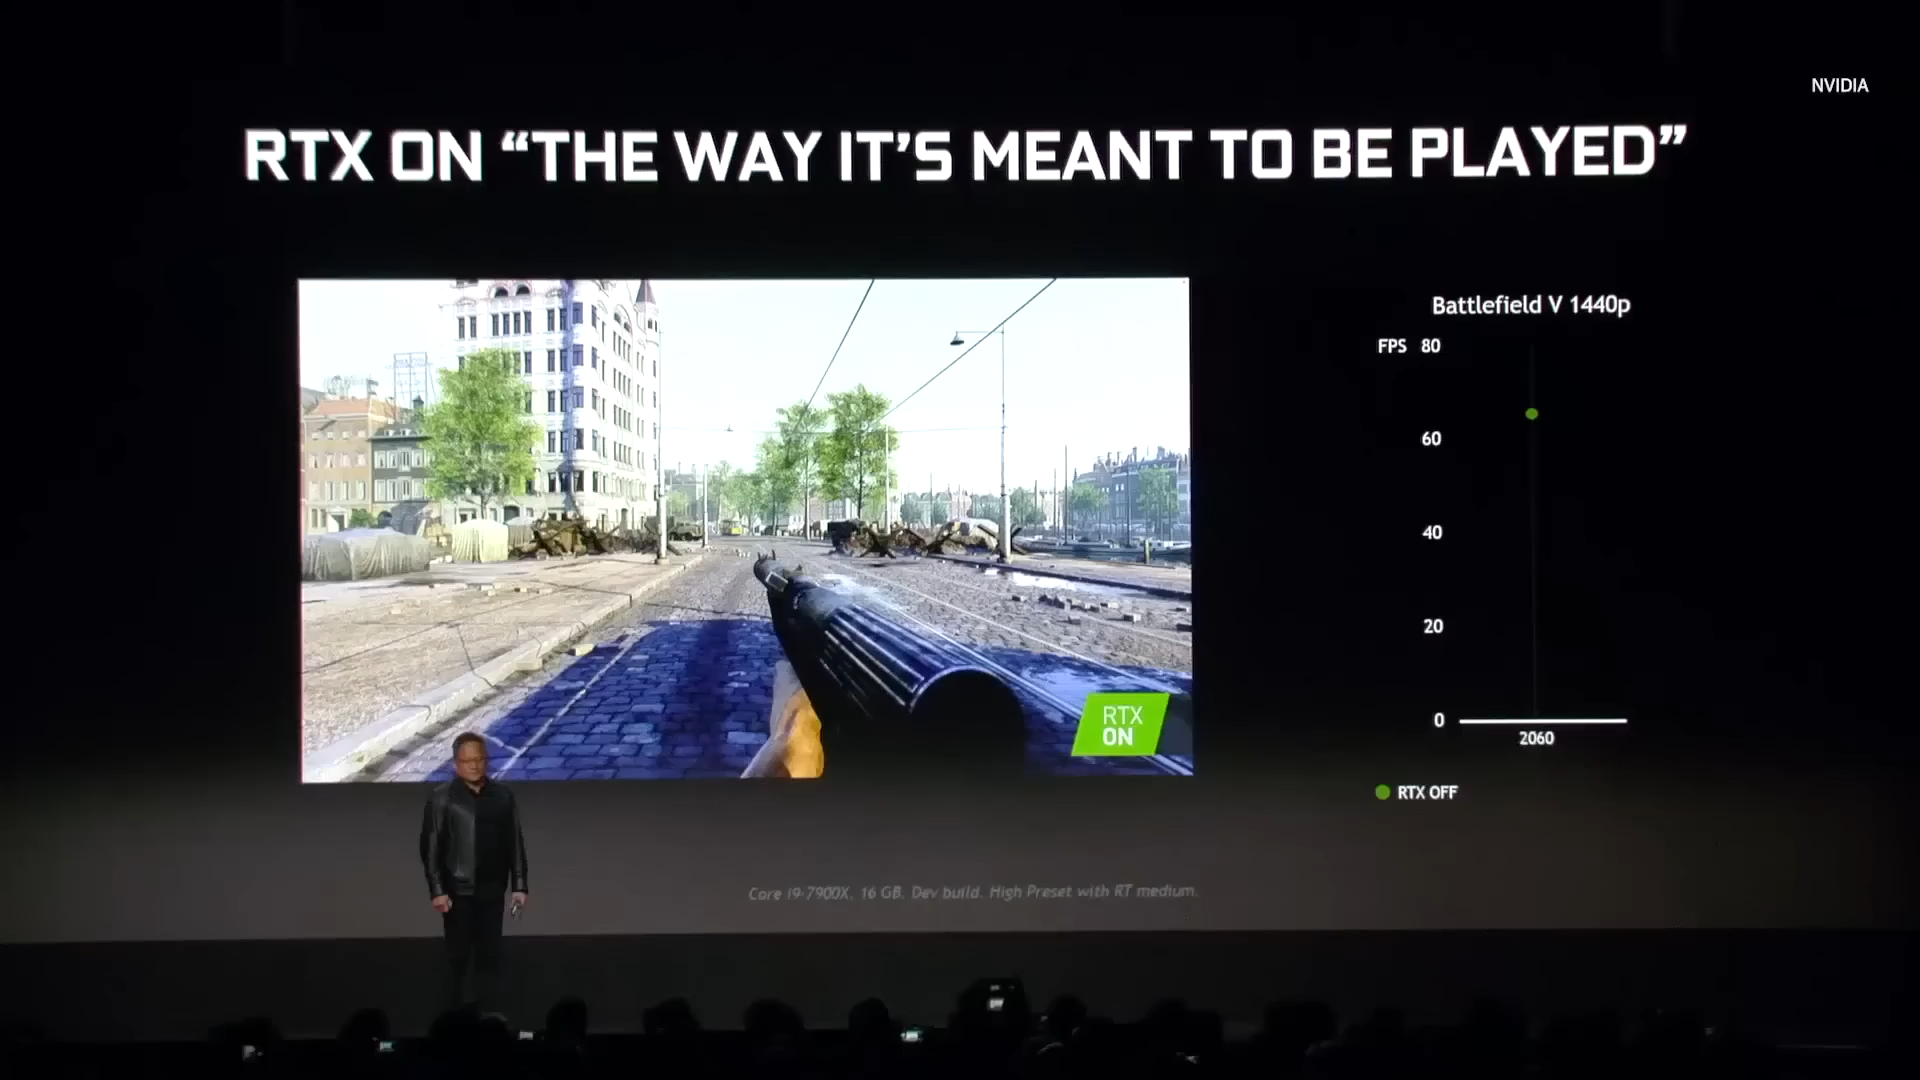 NVIDIA
RTX ON “THE WAY IT’S MEANT TO BE PLAYED”
Battlefield V 1440p
FPS 80
60
40
20
0
2060
RTX OFF
RTX
ON
Core i9-7900X, 16 GB. Dev build. High Preset with RT medium.